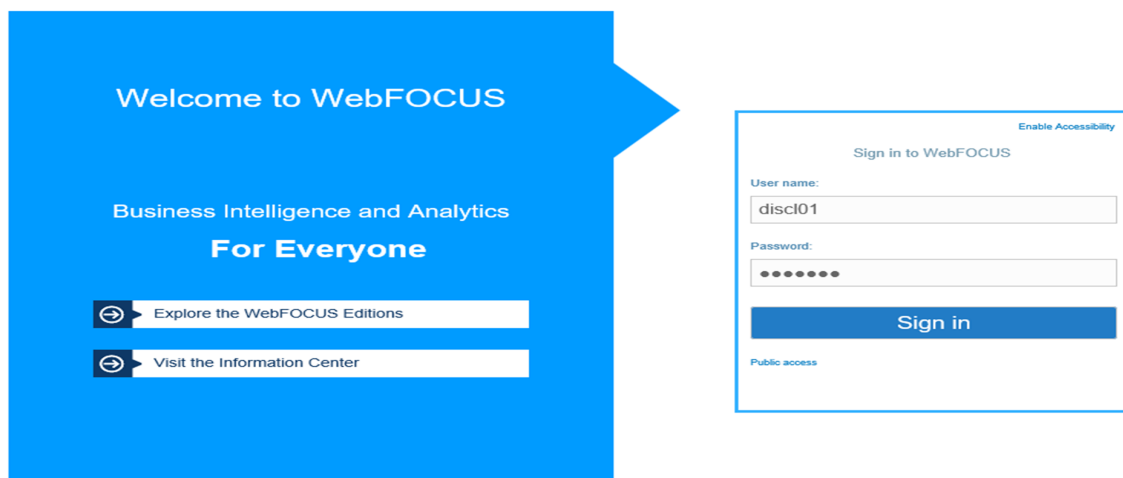 Welcome to WebFOCUS
Business Intelligence and Analytics
For Everyone
Explore the WebFOCUS Editions
Visit the Information Center
Enable Accessibility
Sign in to WebFOCUS
User name:
discl01
Password:
●●●●●●●
Sign in
Public access